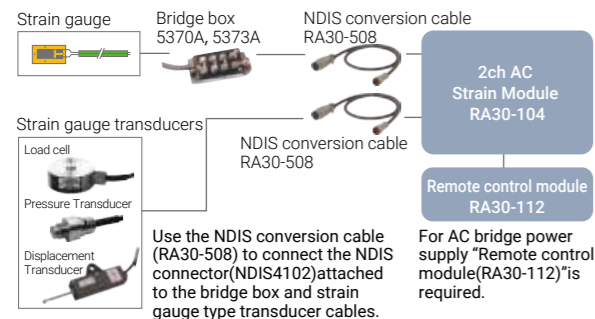 Strain gauge
Bridge box
5370A, 5373A
NDIS conversion cable
RA30-508
2ch AC
Strain Module
RA30-104
Strain gauge transducers
NDIS conversion cable
RA30-508
Load cell
Pressure Transducer
Displacement
Transducer
Remote control module
RA30-112
Use the NDIS conversion cable
(RA30-508) to connect the NDIS
connector(NDIS4102)attached
to the bridge box and strain
gauge type transducer cables.
For AC bridge power
supply “Remote control
module(RA30-112)”is
required.